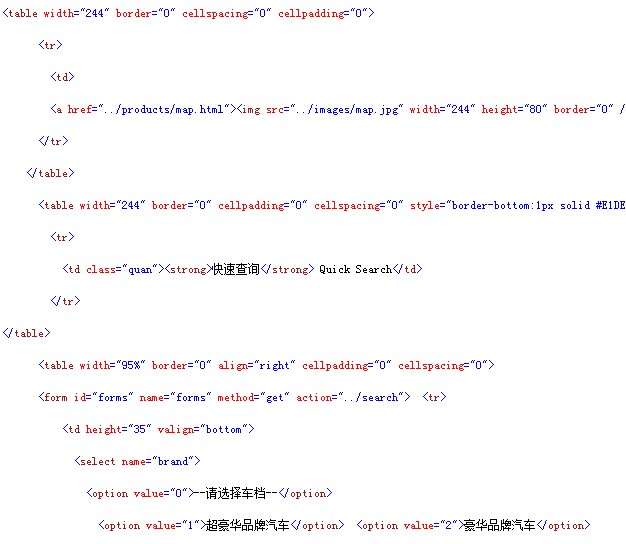 <table width="244" border="0" cellspacing="0" cellpadding="0">
<tr>
<td>
<a href="../products/map.html"><img src="../images/map.jpg" width="244" height="80" border="0" /
</tr>
</table>
<table width="244" border="0" cellpadding="0" cellspacing="0" style="border-bottom:1px solid #E1DE
<tr>
<td class="quan"><strong>快速查询</strong> Quick Search</td>
</tr>
</table>
<table width="95%" border="0" align="right" cellpadding="0" cellspacing="0">
<form id="forms" name="forms" method="get" action="../search"> <tr>
<td height="35" valign="bottom">
<select name="brand">
<option value="0">--请选择车档--</option>
<option value="1">超豪华品牌汽车</option> <option value="2">豪华品牌汽车</option>